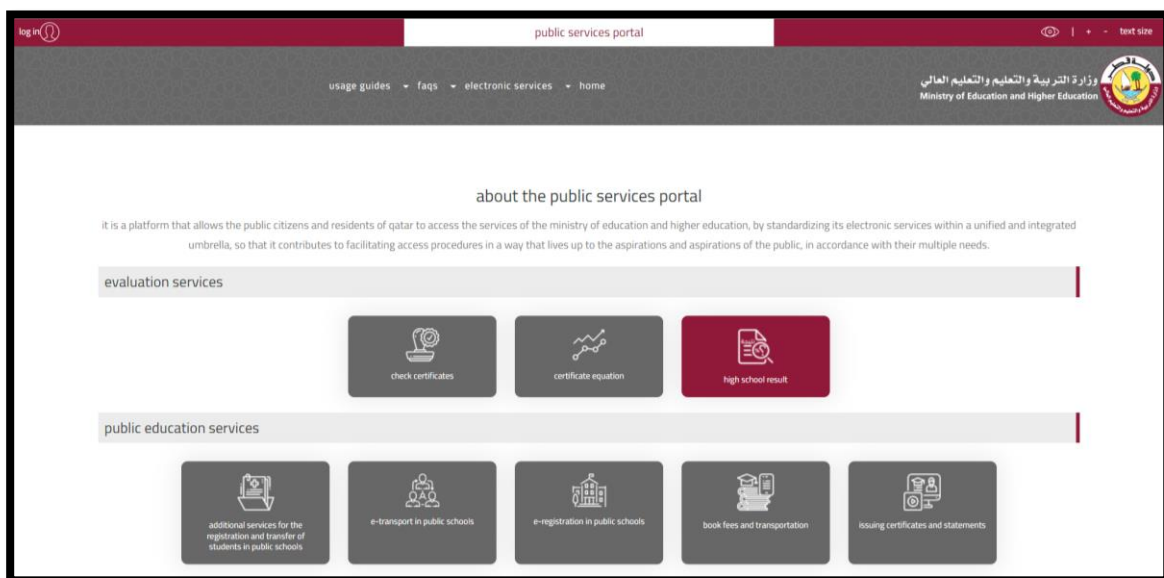 log in
public services portal
| + - text size
usage guides faqs electronic services home
وزارة التربية والتعليم والتعليم العالي
Ministry of Education and Higher Education
about the public services portal
it is a platform that allows the public citizens and residents of qatar to access the services of the ministry of education and higher education, by standardizing its electronic services within a unified and integrated
umbrella, so that it contributes to facilitating access procedures in a way that lives up to the aspirations and aspirations of the public, in accordance with their multiple needs.
evaluation services
check certificates
certificate equation
high school result
public education services
additional services for the
registration and transfer of
students in public schools
e-transport in public schools
e-registration in public schools
book fees and transportation
issuing certificates and statements